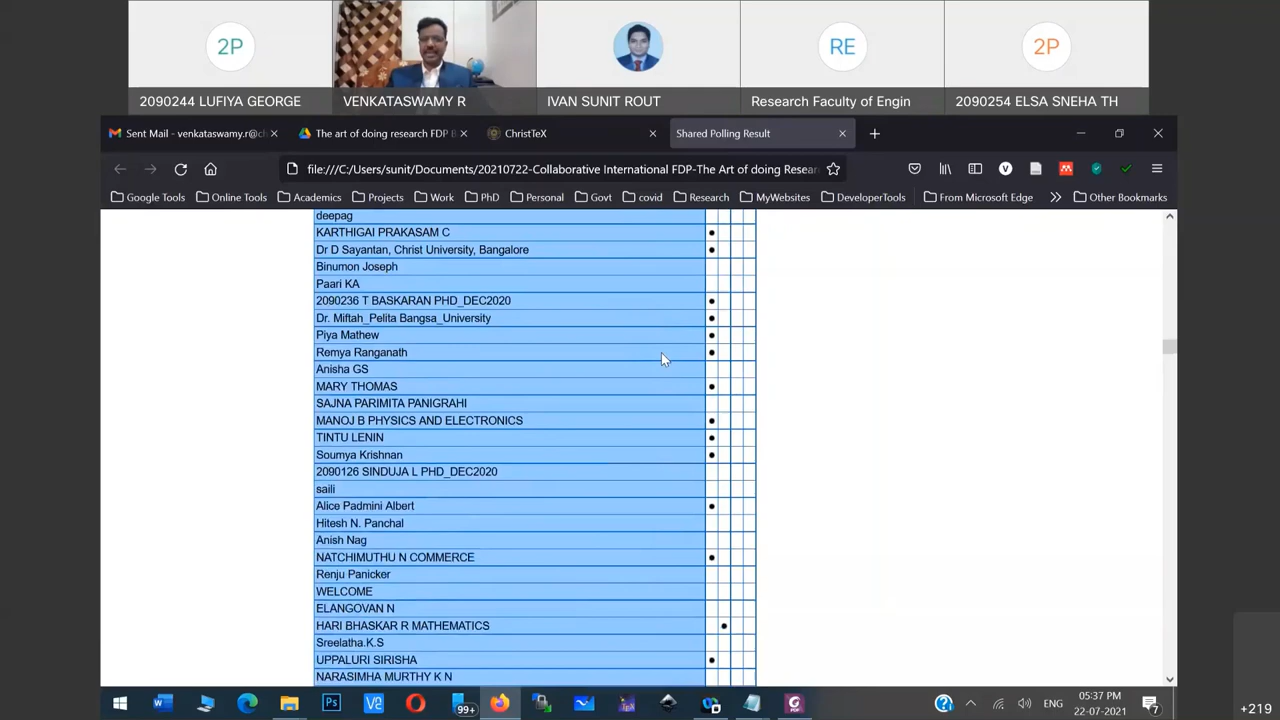 2P
RE
2P
2090244 LUFIYA GEORGE
VENKATASWAMY R
IVAN SUNIT ROUT
Research Faculty of Engin
2090254 ELSA SNEHA TH
Sent Mail - venkataswamy.r@c
The art of doing research FDP
ChristTeX
Shared Polling Result
file:///C:/Users/sunit/Documents/20210722-Collaborative International FDP-The Art of doing Resear
Google Tools
Online Tools
Academics
Projects
Work
PhD
Personal
Govt
covid
Research
MyWebsites
DeveloperTools
From Microsoft Edge
Other Bookmarks
deepag
KARTHIGAI PRAKASAM C
Dr D Sayantan, Christ University, Bangalore
Binumon Joseph
Paari KA
2090236 T BASKARAN PHD_DEC2020
Dr. Miftah_Pelita Bangsa_University
Piya Mathew
Remya Ranganath
Anisha GS
MARY THOMAS
SAJNA PARIMITA PANIGRAHI
MANOJ B PHYSICS AND ELECTRONICS
TINTU LENIN
Soumya Krishnan
2090126 SINDUJA L PHD_DEC2020
saili
Alice Padmini Albert
Hitesh N. Panchal
Anish Nag
NATCHIMUTHU N COMMERCE
Renju Panicker
WELCOME
ELANGOVAN N
HARI BHASKAR R MATHEMATICS
Sreelatha.K.S
UPPALURI SIRISHA
NARASIMHA MURTHY K N
99+
ENG
05:37 PM
22-07-2021
7
+219